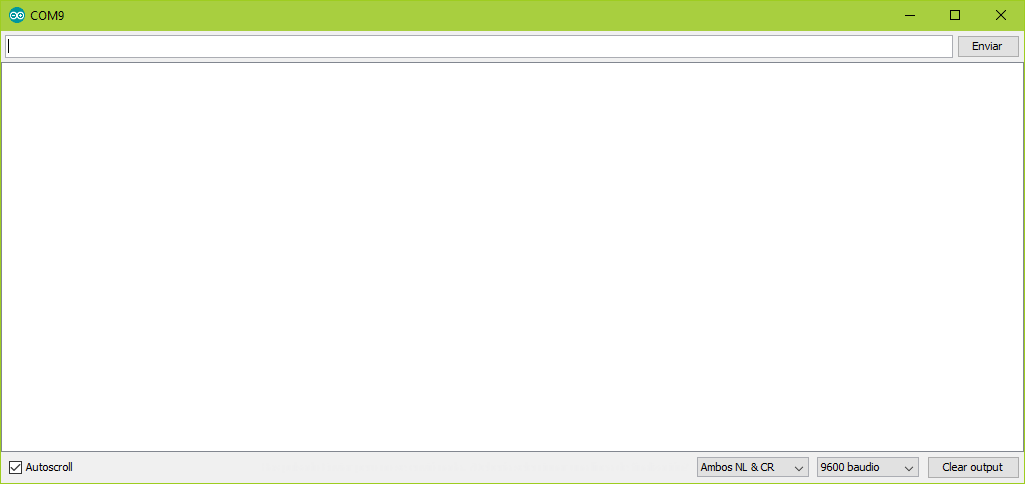 COM9
Enviar
Autoscroll
Ambos NL & CR
9600 baudio
Clear output